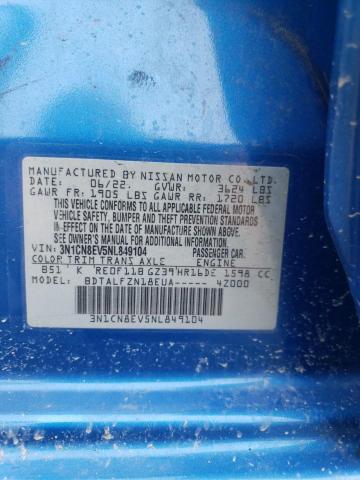 MANUFACTURED BY NISSAN MOTOR CO.,LTD.
DATE: 06/22. GVWR: 3624 LBS
GAWR FR: 1905 LBS GAWR RR: 1720 LBS
THIS VEHICLE CONFORMS TO ALL APPLICABLE FEDERAL MOTOR
VEHICLE SAFETY, BUMPER AND THEFT PREVENTION STANDARDS
IN EFFECT ON THE DATE OF MANUFACTURE SHOWN ABOVE.
SEE OWNER'S MANUAL.
VIN: 3N1CN8EV5NL849104 PASSENGER CAR.
COLOR TRIM TRANS AXLE ENGINE
B51 K RE0F11B GZ39 HR16DE 1598 CC
MODEL: BDTALFZN18EUA----- 4Z000
3N1CN8EV5NL849104